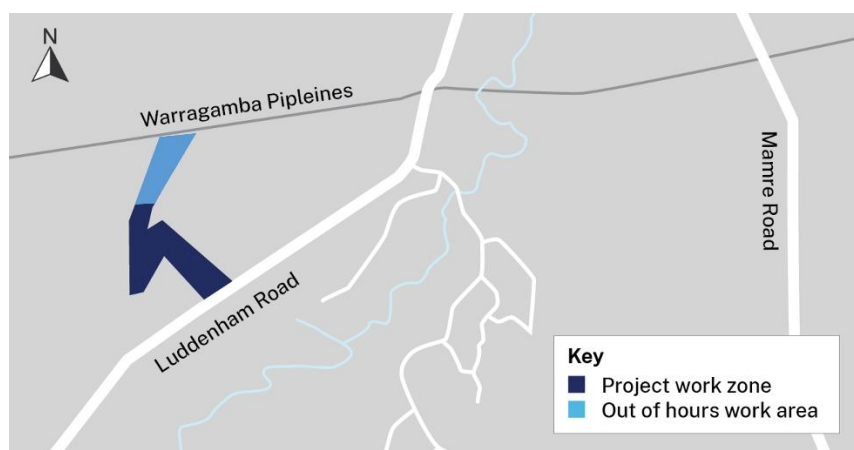 N
Warragamba Pipleines
Mamre Road
Luddenham Road
Key
Project work zone
Out of hours work area